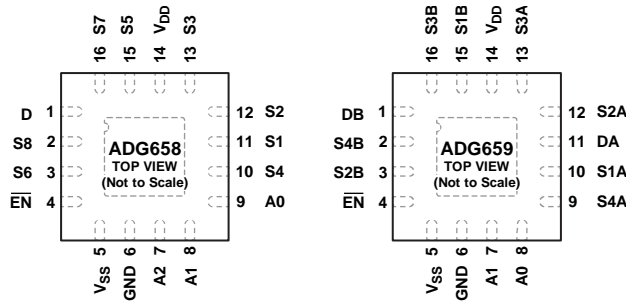 16 S7
15 S5
14 VDD
13 S3
D 1
S8 2
S6 3
EN 4
ADG658
TOP VIEW
(Not to Scale)
12 S2
11 S1
10 S4
9 A0
VSS 5
GND 6
A2 7
A1 8
16 S3B
15 S1B
14 VDD
13 S3A
DB 1
S4B 2
S2B 3
EN 4
ADG659
TOP VIEW
(Not to Scale)
12 S2A
11 DA
10 S1A
9 S4A
VSS 5
GND 6
A1 7
A0 8